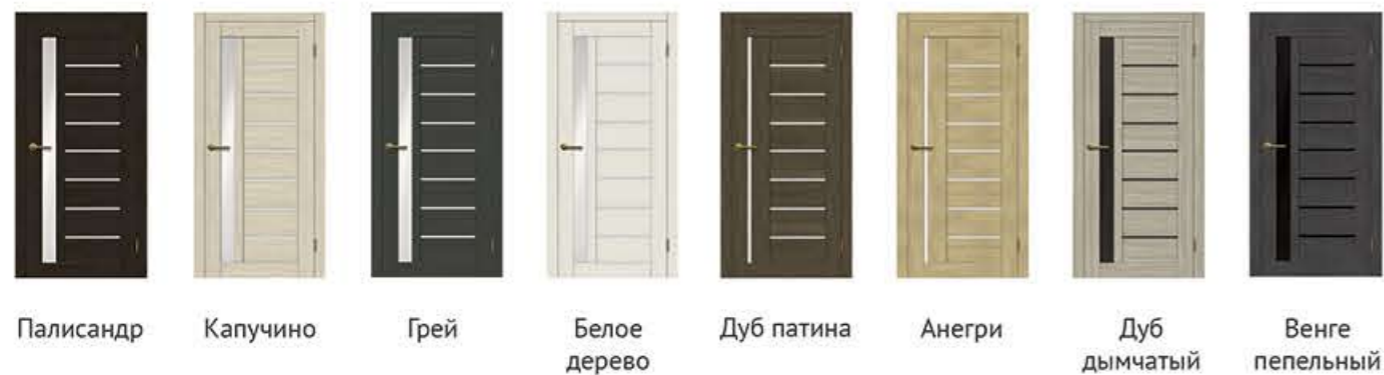 Палисандр
Капучино
Грей
Белое
дерево
Дуб патина
Анегри
Дуб
дымчатый
Венге
пепельный